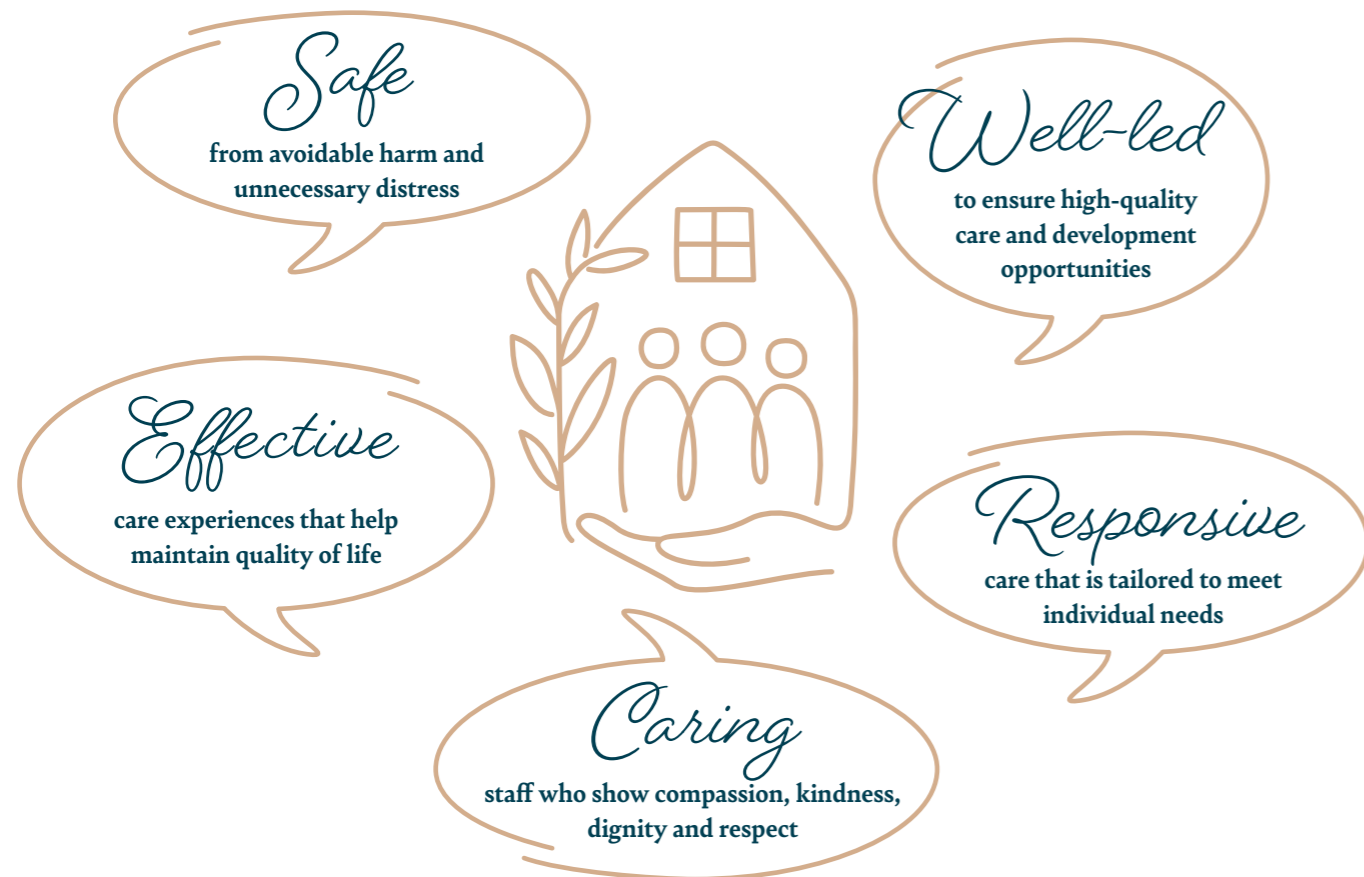 Safe
from avoidable harm and
unnecessary distress
Well-led
to ensure high-quality
care and development
opportunities
Effective
care experiences that help
maintain quality of life
Responsive
care that is tailored to meet
individual needs
Caring
staff who show compassion, kindness,
dignity and respect